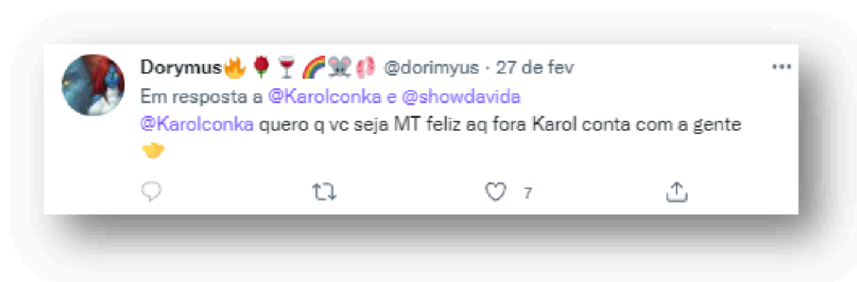 Dorymus🔥🌹🍷🌈🐭🫁 @dorimyus · 27 de fev
Em resposta a @Karolconka e @showdavida
@Karolconka quero q vc seja MT feliz aq fora Karol conta com a gente
🤝
7